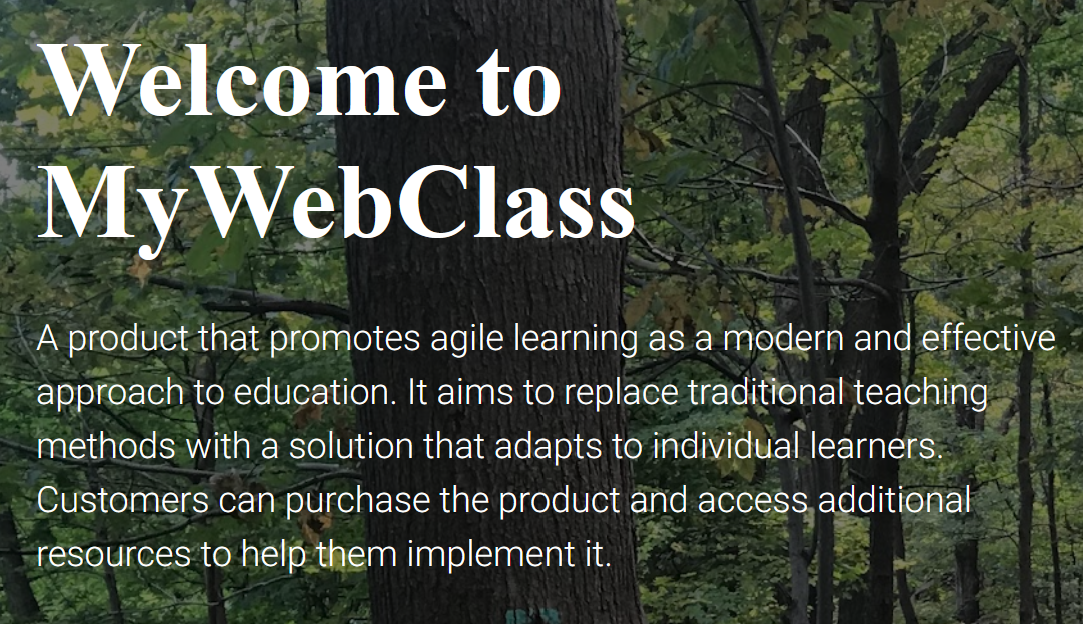 Welcome to
MyWebClass
A product that promotes agile learning as a modern and effective
approach to education. It aims to replace traditional teaching
methods with a solution that adapts to individual learners.
Customers can purchase the product and access additional
resources to help them implement it.